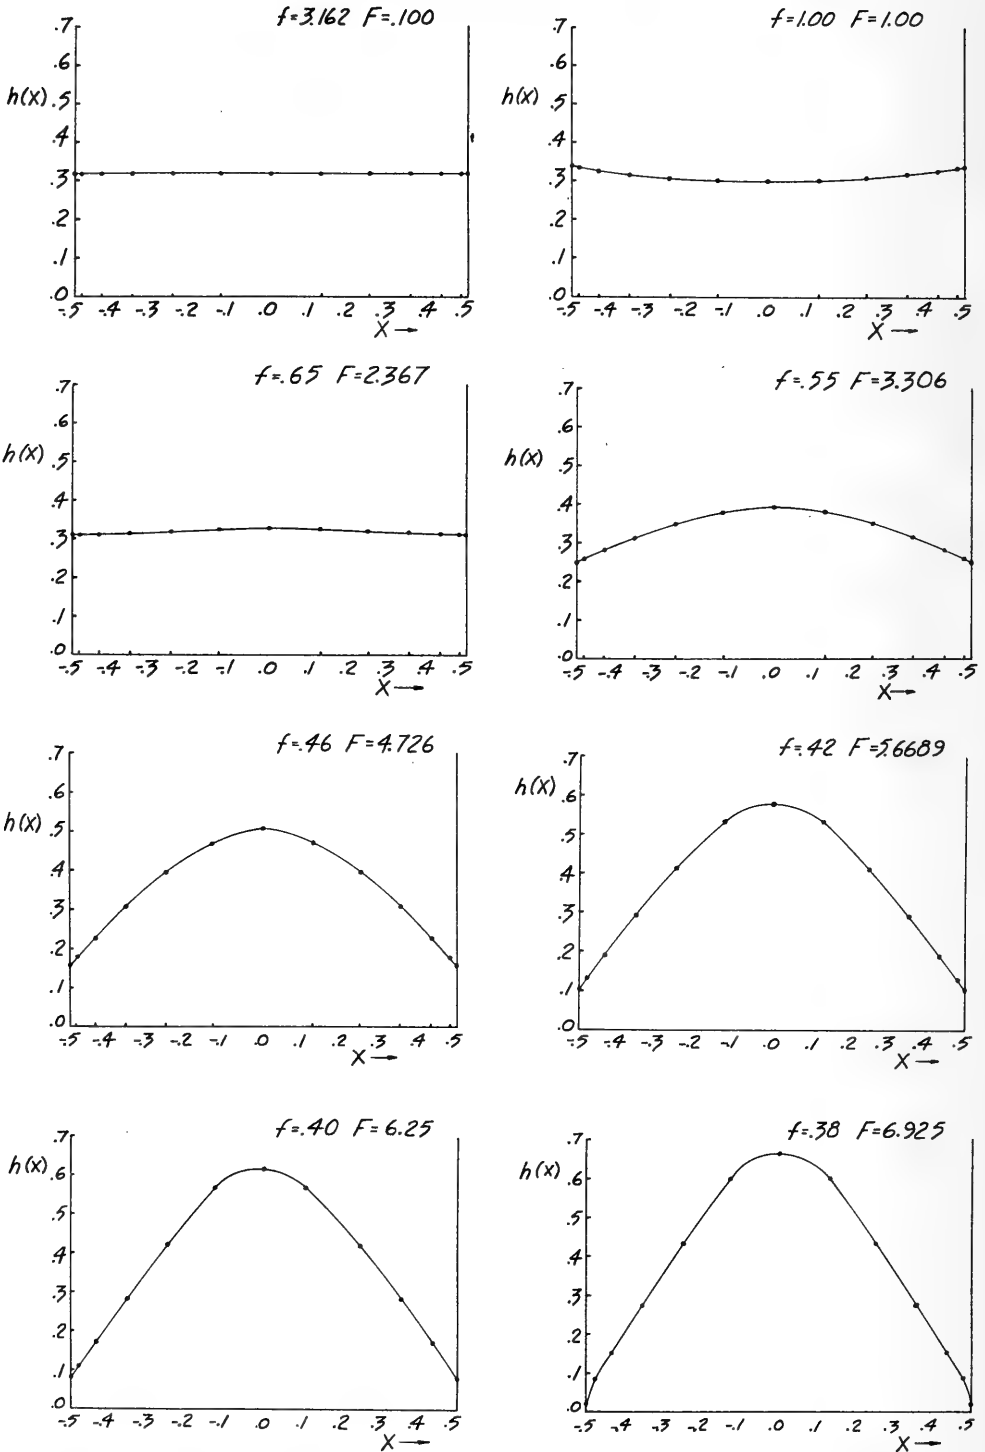 f=3.162 F=.100
.7
.6
h(x) .5
.4
.3
.2
.1
.0
-.5 -.4 -.3 -.2 -.1 .0 .1 .2 .3 .4 .5
X →
f=1.00 F=1.00
.7
.6
h(x) .5
.4
.3
.2
.1
.0
-.5 -.4 -.3 -.2 -.1 .0 .1 .2 .3 .4 .5
X →
f=.65 F=2.367
.7
.6
h(x) .5
.4
.3
.2
.1
.0
-.5 -.4 -.3 -.2 -.1 .0 .1 .2 .3 .4 .5
X →
f=.55 F=3.306
.7
.6
h(x) .5
.4
.3
.2
.1
.0
-.5 -.4 -.3 -.2 -.1 .0 .1 .2 .3 .4 .5
X →
f=.46 F=4.726
.7
.6
h(x) .5
.4
.3
.2
.1
.0
-.5 -.4 -.3 -.2 -.1 .0 .1 .2 .3 .4 .5
X →
f=.42 F=5.6689
.7
h(x) .6
.5
.4
.3
.2
.1
.0
-.5 -.4 -.3 -.2 -.1 .0 .1 .2 .3 .4 .5
X →
f=.40 F=6.25
.7
h(x) .6
.5
.4
.3
.2
.1
.0
-.5 -.4 -.3 -.2 -.1 .0 .1 .2 .3 .4 .5
X →
f=.38 F=6.925
.7
h(x) .6
.5
.4
.3
.2
.1
.0
-.5 -.4 -.3 -.2 -.1 .0 .1 .2 .3 .4 .5
X →